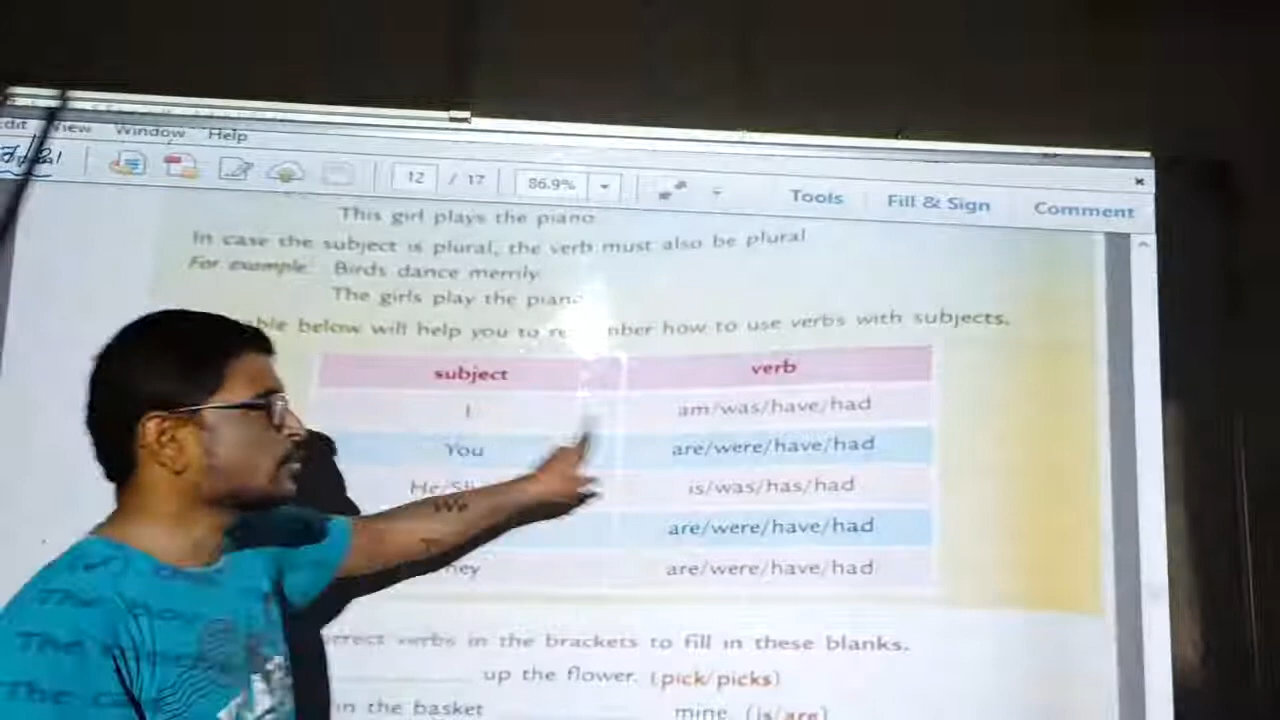 View Window Help
12 / 17 86.9% Tools Fill & Sign Comment
This girl plays the piano
In case the subject is plural, the verb must also be plural
For example: Birds dance merrily
The girls play the piano
below will help you to how to use verbs with subjects.
subject verb
I am/was/have/had
You are/were/have/had
He is/was/has/had
We are/were/have/had
are/were/have/had
verbs in the brackets to fill in these blanks.
up the flower. (pick/picks)
in the basket mine. (is/are)